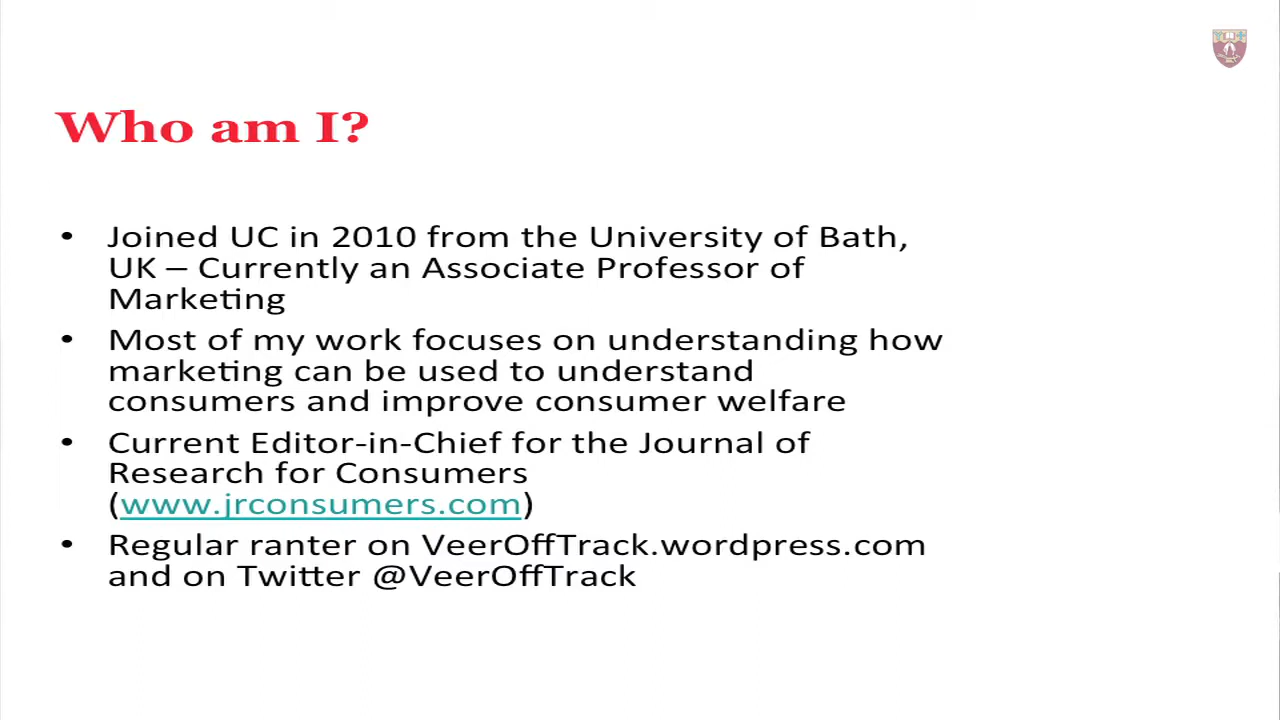 Who am I?
• Joined UC in 2010 from the University of Bath,
UK – Currently an Associate Professor of
Marketing
• Most of my work focuses on understanding how
marketing can be used to understand
consumers and improve consumer welfare
• Current Editor-in-Chief for the Journal of
Research for Consumers
(www.jrconsumers.com)
• Regular ranter on VeerOffTrack.wordpress.com
and on Twitter @VeerOffTrack